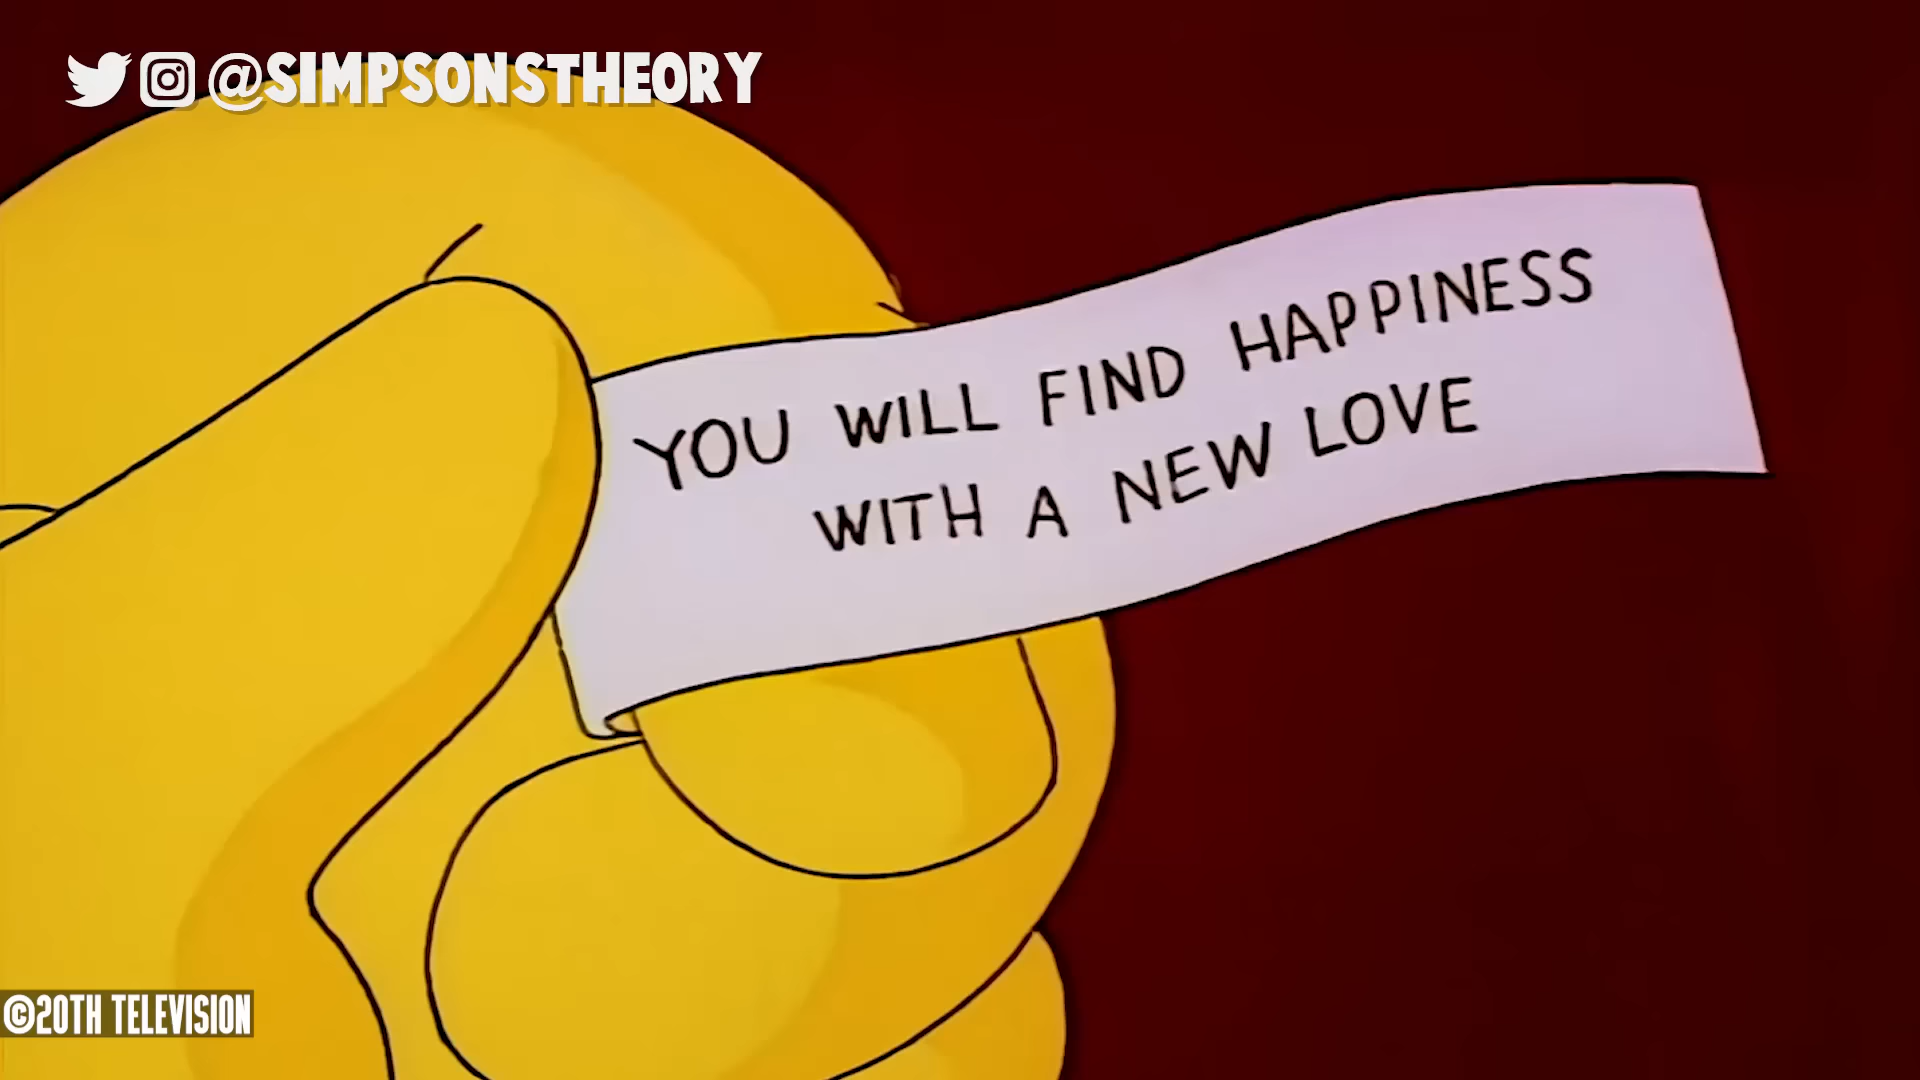 @SIMPSONSTHEORY
YOU WILL FIND HAPPINESS
WITH A NEW LOVE
©20TH TELEVISION